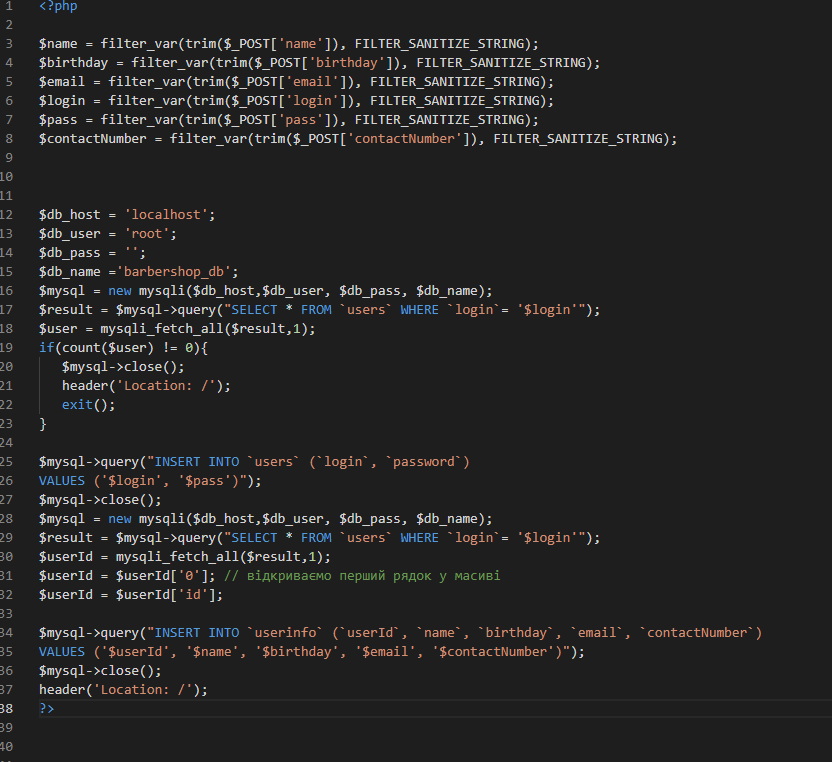 1 <?php
2
3 $name = filter_var(trim($_POST['name']), FILTER_SANITIZE_STRING);
4 $birthday = filter_var(trim($_POST['birthday']), FILTER_SANITIZE_STRING);
5 $email = filter_var(trim($_POST['email']), FILTER_SANITIZE_STRING);
6 $login = filter_var(trim($_POST['login']), FILTER_SANITIZE_STRING);
7 $pass = filter_var(trim($_POST['pass']), FILTER_SANITIZE_STRING);
8 $contactNumber = filter_var(trim($_POST['contactNumber']), FILTER_SANITIZE_STRING);
9
10
11
12 $db_host = 'localhost';
13 $db_user = 'root';
14 $db_pass = '';
15 $db_name ='barbershop_db';
16 $mysql = new mysqli($db_host,$db_user, $db_pass, $db_name);
17 $result = $mysql->query("SELECT * FROM `users` WHERE `login`= '$login'");
18 $user = mysqli_fetch_all($result,1);
19 if(count($user) != 0){
20    $mysql->close();
21    header('Location: /');
22    exit();
23 }
24
25 $mysql->query("INSERT INTO `users` (`login`, `password`)
26 VALUES ('$login', '$pass')");
27 $mysql->close();
28 $mysql = new mysqli($db_host,$db_user, $db_pass, $db_name);
29 $result = $mysql->query("SELECT * FROM `users` WHERE `login`= '$login'");
30 $userId = mysqli_fetch_all($result,1);
31 $userId = $userId['0']; // відкриваємо перший рядок у масиві
32 $userId = $userId['id'];
33
34 $mysql->query("INSERT INTO `userinfo` (`userId`, `name`, `birthday`, `email`, `contactNumber`)
35 VALUES ('$userId', '$name', '$birthday', '$email', '$contactNumber')");
36 $mysql->close();
37 header('Location: /');
38 ?>
39
40